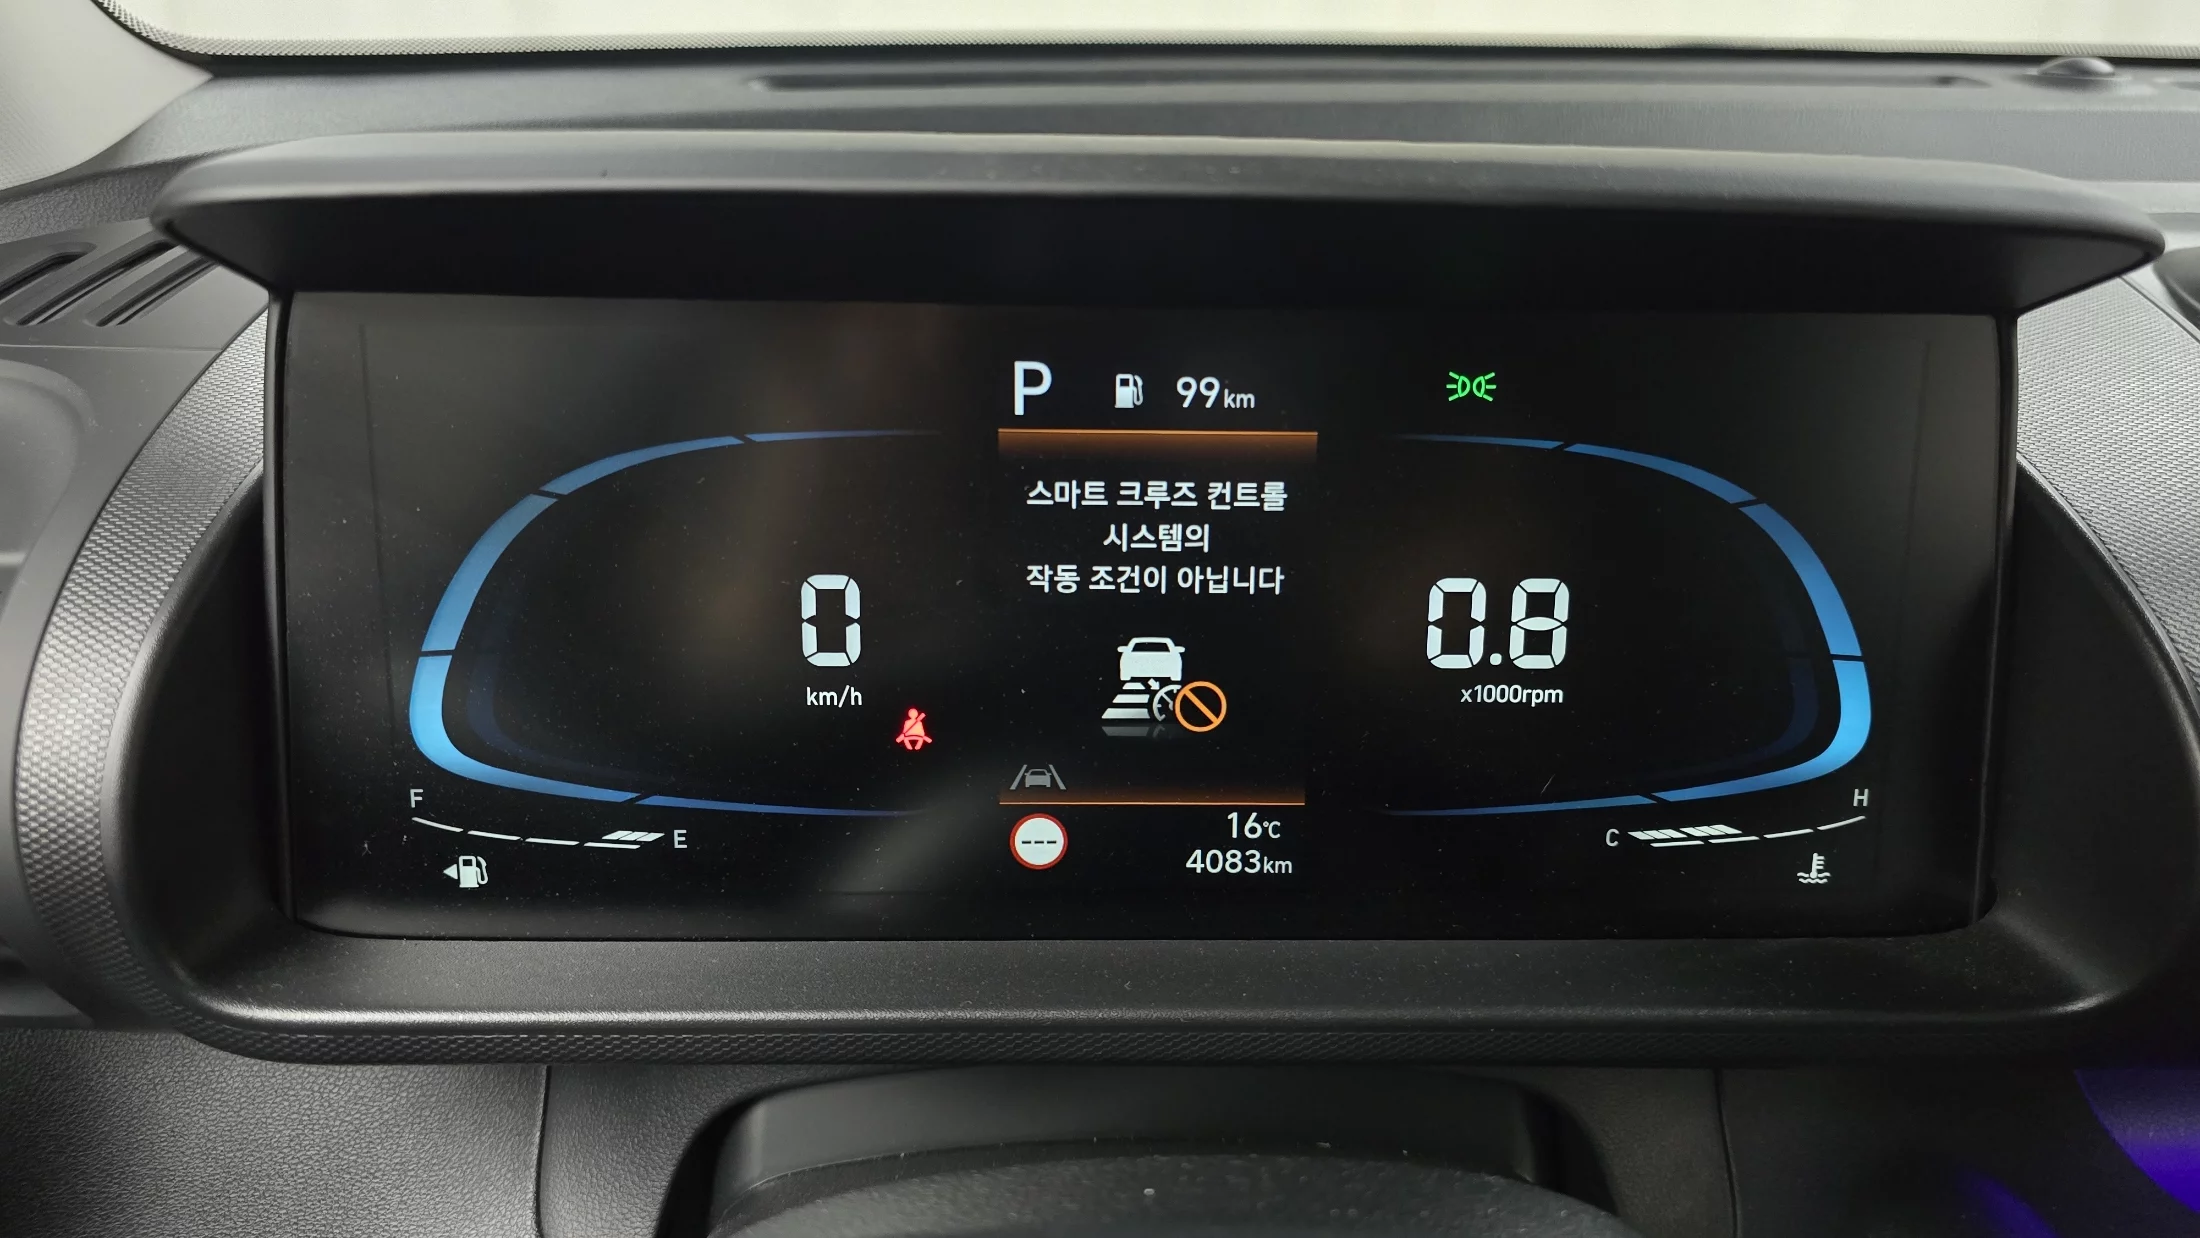 P 99km
스마트 크루즈 컨트롤
시스템의
작동 조건이 아닙니다
0
km/h
0.8
x1000rpm
F
E
C
H
---
16℃
4083km